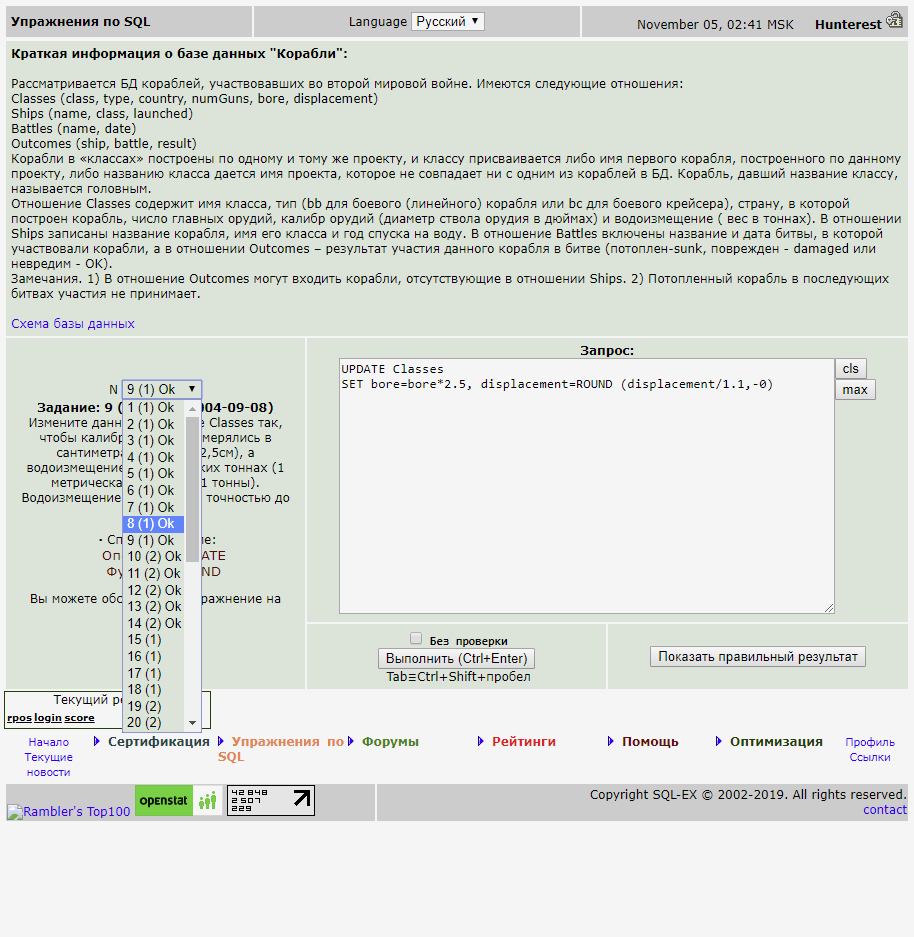 Упражнения по SQL
Language Русский ▼
November 05, 02:41 MSK Hunterest
Краткая информация о базе данных "Корабли":
Рассматривается БД кораблей, участвовавших во второй мировой войне. Имеются следующие отношения:
Classes (class, type, country, numGuns, bore, displacement)
Ships (name, class, launched)
Battles (name, date)
Outcomes (ship, battle, result)
Корабли в «классах» построены по одному и тому же проекту, и классу присваивается либо имя первого корабля, построенного по данному
проекту, либо названию класса дается имя проекта, которое не совпадает ни с одним из кораблей в БД. Корабль, давший название классу,
называется головным.
Отношение Classes содержит имя класса, тип (bb для боевого (линейного) корабля или bc для боевого крейсера), страну, в которой
построен корабль, число главных орудий, калибр орудий (диаметр ствола орудия в дюймах) и водоизмещение ( вес в тоннах). В отношении
Ships записаны название корабля, имя его класса и год спуска на воду. В отношение Battles включены название и дата битвы, в которой
участвовали корабли, а в отношении Outcomes – результат участия данного корабля в битве (потоплен-sunk, поврежден - damaged или
невредим - OK).
Замечания. 1) В отношение Outcomes могут входить корабли, отсутствующие в отношении Ships. 2) Потопленный корабль в последующих
битвах участия не принимает.
Схема базы данных
N 9 (1) Ok ▼
Задание: 9 ( 004-09-08)
Измените данн е Classes так,
чтобы калибр мерялись в
сантиметра 2,5см), а
водоизмещение ких тоннах (1
метрическа 1 тонны).
Водоизмещение точностью до
· Сп ие:
Оп ATE
Фу ND
Вы можете обс ражнение на
1 (1) Ok
2 (1) Ok
3 (1) Ok
4 (1) Ok
5 (1) Ok
6 (1) Ok
7 (1) Ok
8 (1) Ok
9 (1) Ok
10 (2) Ok
11 (2) Ok
12 (2) Ok
13 (2) Ok
14 (2) Ok
15 (1)
16 (1)
17 (1)
18 (1)
19 (2)
20 (2)
Запрос:
UPDATE Classes
SET bore=bore*2.5, displacement=ROUND (displacement/1.1,-0)
cls
max
Без проверки
Выполнить (Ctrl+Enter)
Tab≡Ctrl+Shift+пробел
Показать правильный результат
Текущий р
rpos login score
Начало
Текущие
новости
Сертификация
Упражнения по
SQL
Форумы
Рейтинги
Помощь
Оптимизация
Профиль
Ссылки
Rambler's Top100
openstat
42 848
2 507
229
Copyright SQL-EX © 2002-2019. All rights reserved.
contact